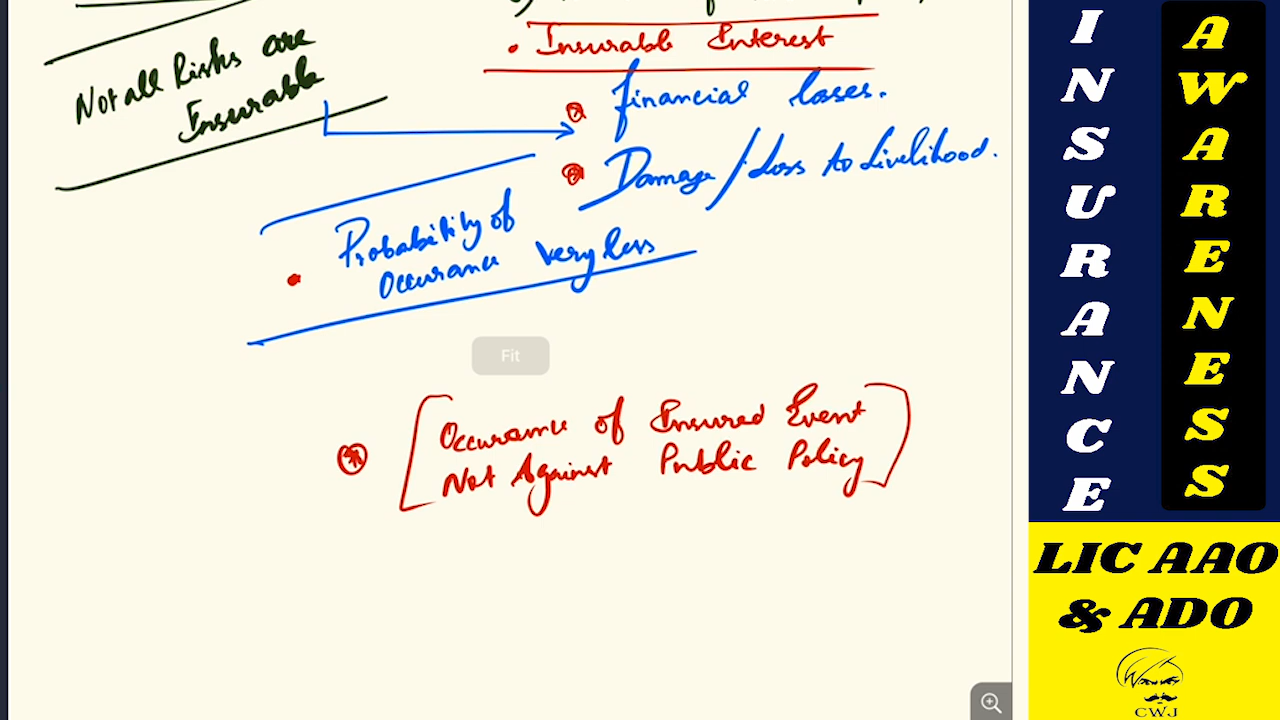 • Insurable Interest
Not all Risks are
Insurable
financial losses.
Damage / Loss to Livelihood.
• Probability of
Occurance very less
Fit
[Occurance of Insured Event
Not Against Public Policy]
INSURANCE
AWARENESS
LIC AAO
& ADO
CWJ